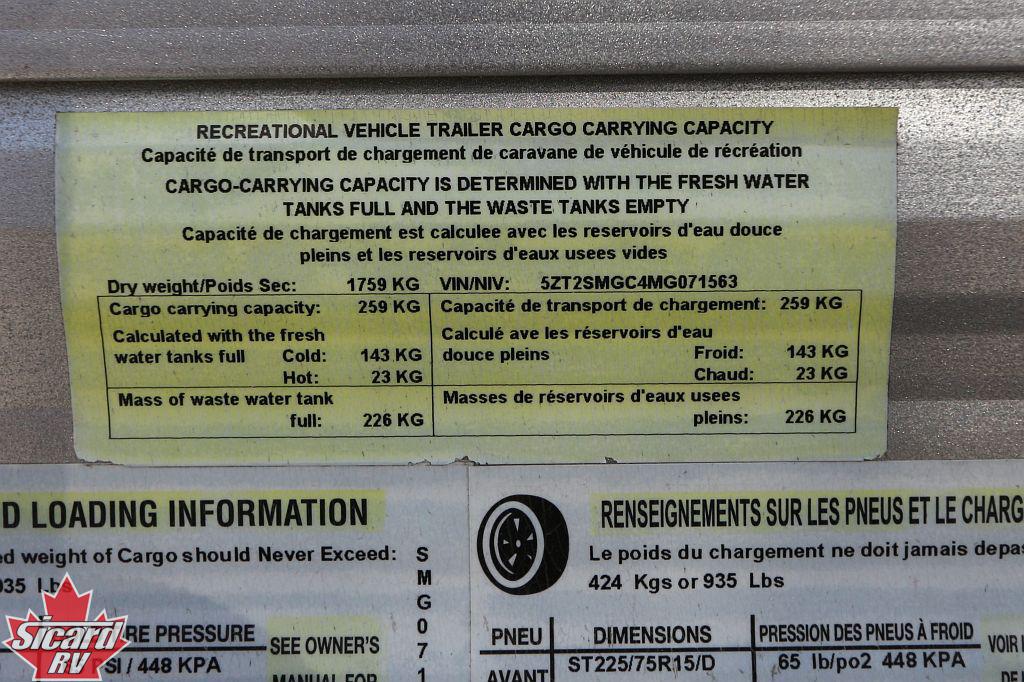 RECREATIONAL VEHICLE TRAILER CARGO CARRYING CAPACITY
Capacité de transport de chargement de caravane de véhicule de récréation
CARGO-CARRYING CAPACITY IS DETERMINED WITH THE FRESH WATER
TANKS FULL AND THE WASTE TANKS EMPTY
Capacité de chargement est calculee avec les reservoirs d'eau douce
pleins et les reservoirs d'eaux usees vides
Dry weight/Poids Sec: 1759 KG VIN/NIV: 5ZT2SMGC4MG071563
Cargo carrying capacity: 259 KG
Calculated with the fresh
water tanks full Cold: 143 KG
Hot: 23 KG
Mass of waste water tank
full: 226 KG
Capacité de transport de chargement: 259 KG
Calculé ave les réservoirs d'eau
douce pleins Froid: 143 KG
Chaud: 23 KG
Masses de réservoirs d'eaux usees
pleins: 226 KG
D LOADING INFORMATION
ed weight of Cargo should Never Exceed:
935 Lbs
RE PRESSURE
PSI / 448 KPA
SEE OWNER'S
MANUAL FOR
SMG071
RENSEIGNEMENTS SUR LES PNEUS ET LE CHARG
Le poids du chargement ne doit jamais depas
424 Kgs or 935 Lbs
PNEU DIMENSIONS PRESSION DES PNEUS À FROID VOIR
AVANT ST225/75R15/D 65 lb/po2 448 KPA DE
Sicard
RV